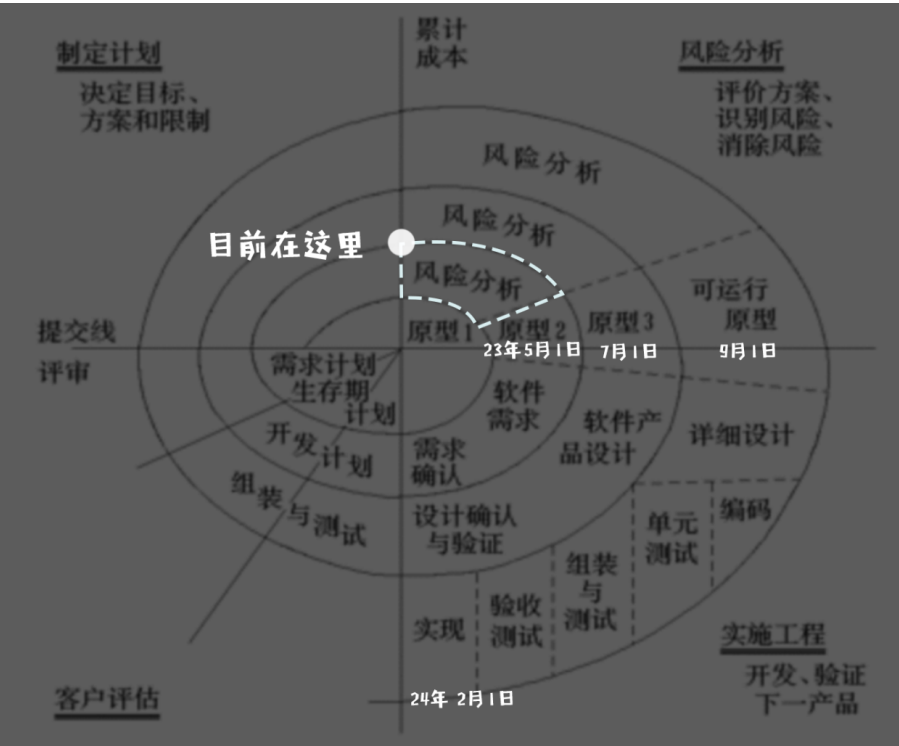 累计
成本
制定计划
决定目标、
方案和限制
风险分析
评价方案、
识别风险、
消除风险
风险分析
风险分析
目前在这里
风险分析
可运行
原型
原型1
原型2
原型3
提交线
评审
23年5月1日
7月1日
9月1日
需求计划
生存期
计划
软件
需求
软件产
品设计
详细设计
开发计划
需求
确认
组装与测试
设计确认
与验证
单元
测试
编码
组装
与
测试
验收
测试
实现
实施工程
开发、验证
下一产品
客户评估
24年 2月1日